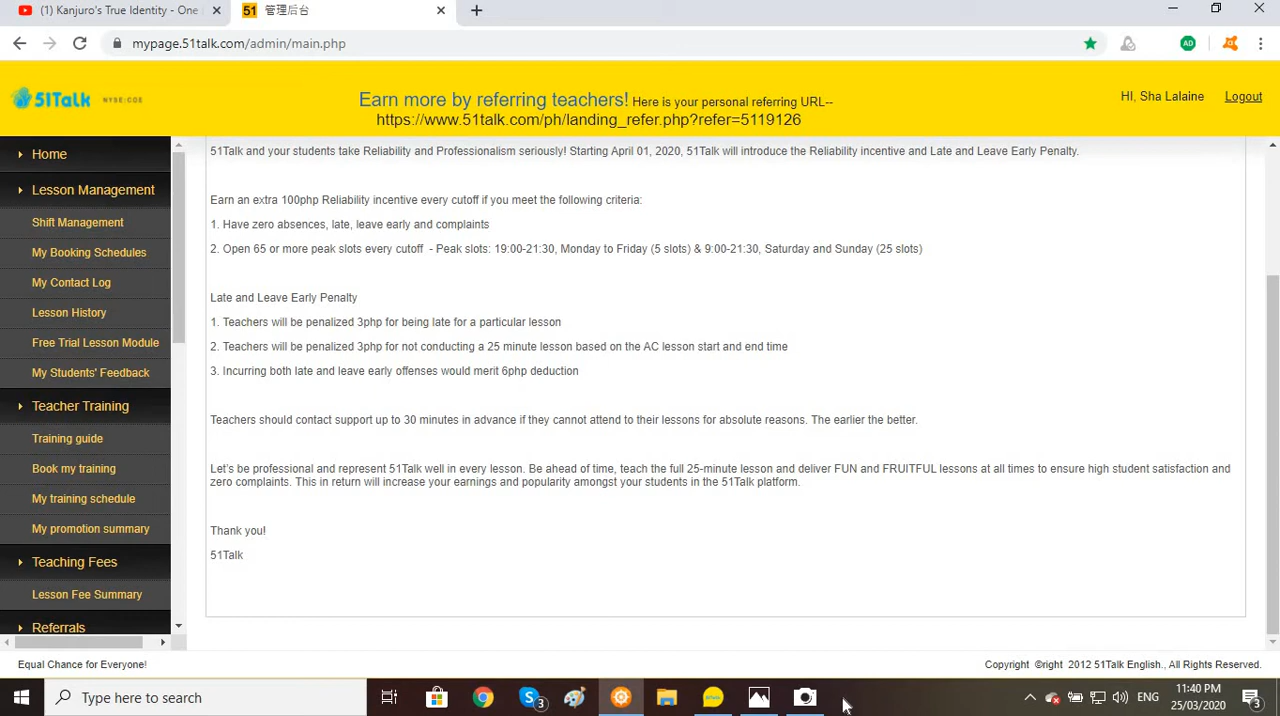 (1) Kanjuro's True Identity - One
51 管理后台
mypage.51talk.com/admin/main.php
AD
51Talk NYSE:COE
Earn more by referring teachers! Here is your personal referring URL--
https://www.51talk.com/ph/landing_refer.php?refer=5119126
HI, Sha Lalaine Logout
Home
Lesson Management
Shift Management
My Booking Schedules
My Contact Log
Lesson History
Free Trial Lesson Module
My Students' Feedback
Teacher Training
Training guide
Book my training
My training schedule
My promotion summary
Teaching Fees
Lesson Fee Summary
Referrals
51Talk and your students take Reliability and Professionalism seriously! Starting April 01, 2020, 51Talk will introduce the Reliability incentive and Late and Leave Early Penalty.
Earn an extra 100php Reliability incentive every cutoff if you meet the following criteria:
1. Have zero absences, late, leave early and complaints
2. Open 65 or more peak slots every cutoff - Peak slots: 19:00-21:30, Monday to Friday (5 slots) & 9:00-21:30, Saturday and Sunday (25 slots)
Late and Leave Early Penalty
1. Teachers will be penalized 3php for being late for a particular lesson
2. Teachers will be penalized 3php for not conducting a 25 minute lesson based on the AC lesson start and end time
3. Incurring both late and leave early offenses would merit 6php deduction
Teachers should contact support up to 30 minutes in advance if they cannot attend to their lessons for absolute reasons. The earlier the better.
Let's be professional and represent 51Talk well in every lesson. Be ahead of time, teach the full 25-minute lesson and deliver FUN and FRUITFUL lessons at all times to ensure high student satisfaction and
zero complaints. This in return will increase your earnings and popularity amongst your students in the 51Talk platform.
Thank you!
51Talk
Equal Chance for Everyone!
Copyright ©right 2012 51Talk English., All Rights Reserved.
Type here to search
S 3
ENG
11:40 PM
25/03/2020
3